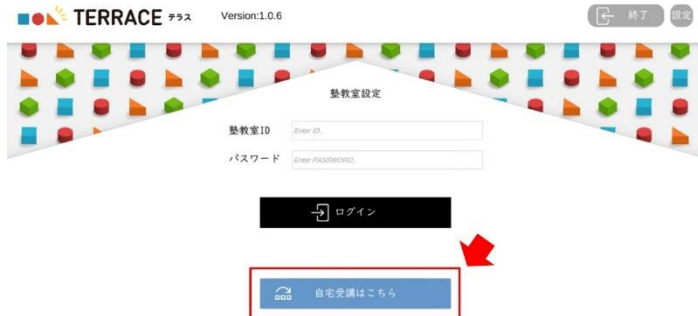 TERRACE テラス Version:1.0.6 終了 設定
塾教室設定
塾教室ID Enter ID..
パスワード Enter PASSWORD..
ログイン
自宅受講はこちら